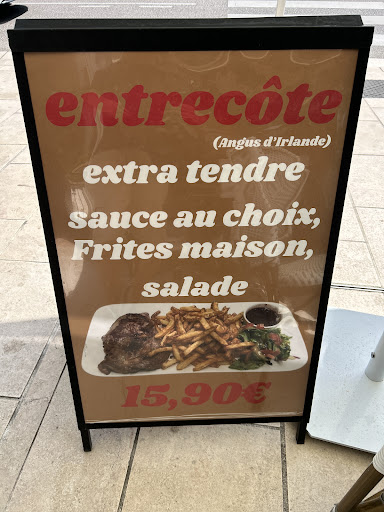 entrecôte
(Angus d'Irlande)
extra tendre
sauce au choix,
Frites maison,
salade
15,90€